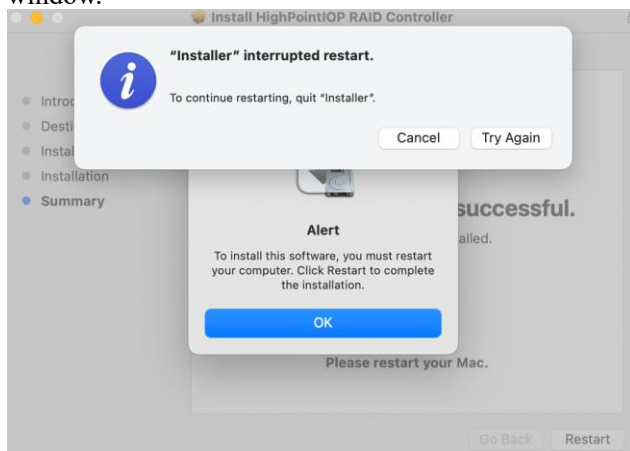 window.
Install HighPointIOP RAID Controller
"Installer" interrupted restart.
To continue restarting, quit "Installer".
Cancel
Try Again
Introd
Desti
Instal
Installation
Summary
successful.
alled.
Alert
To install this software, you must restart
your computer. Click Restart to complete
the installation.
OK
Please restart your Mac.
Go Back
Restart